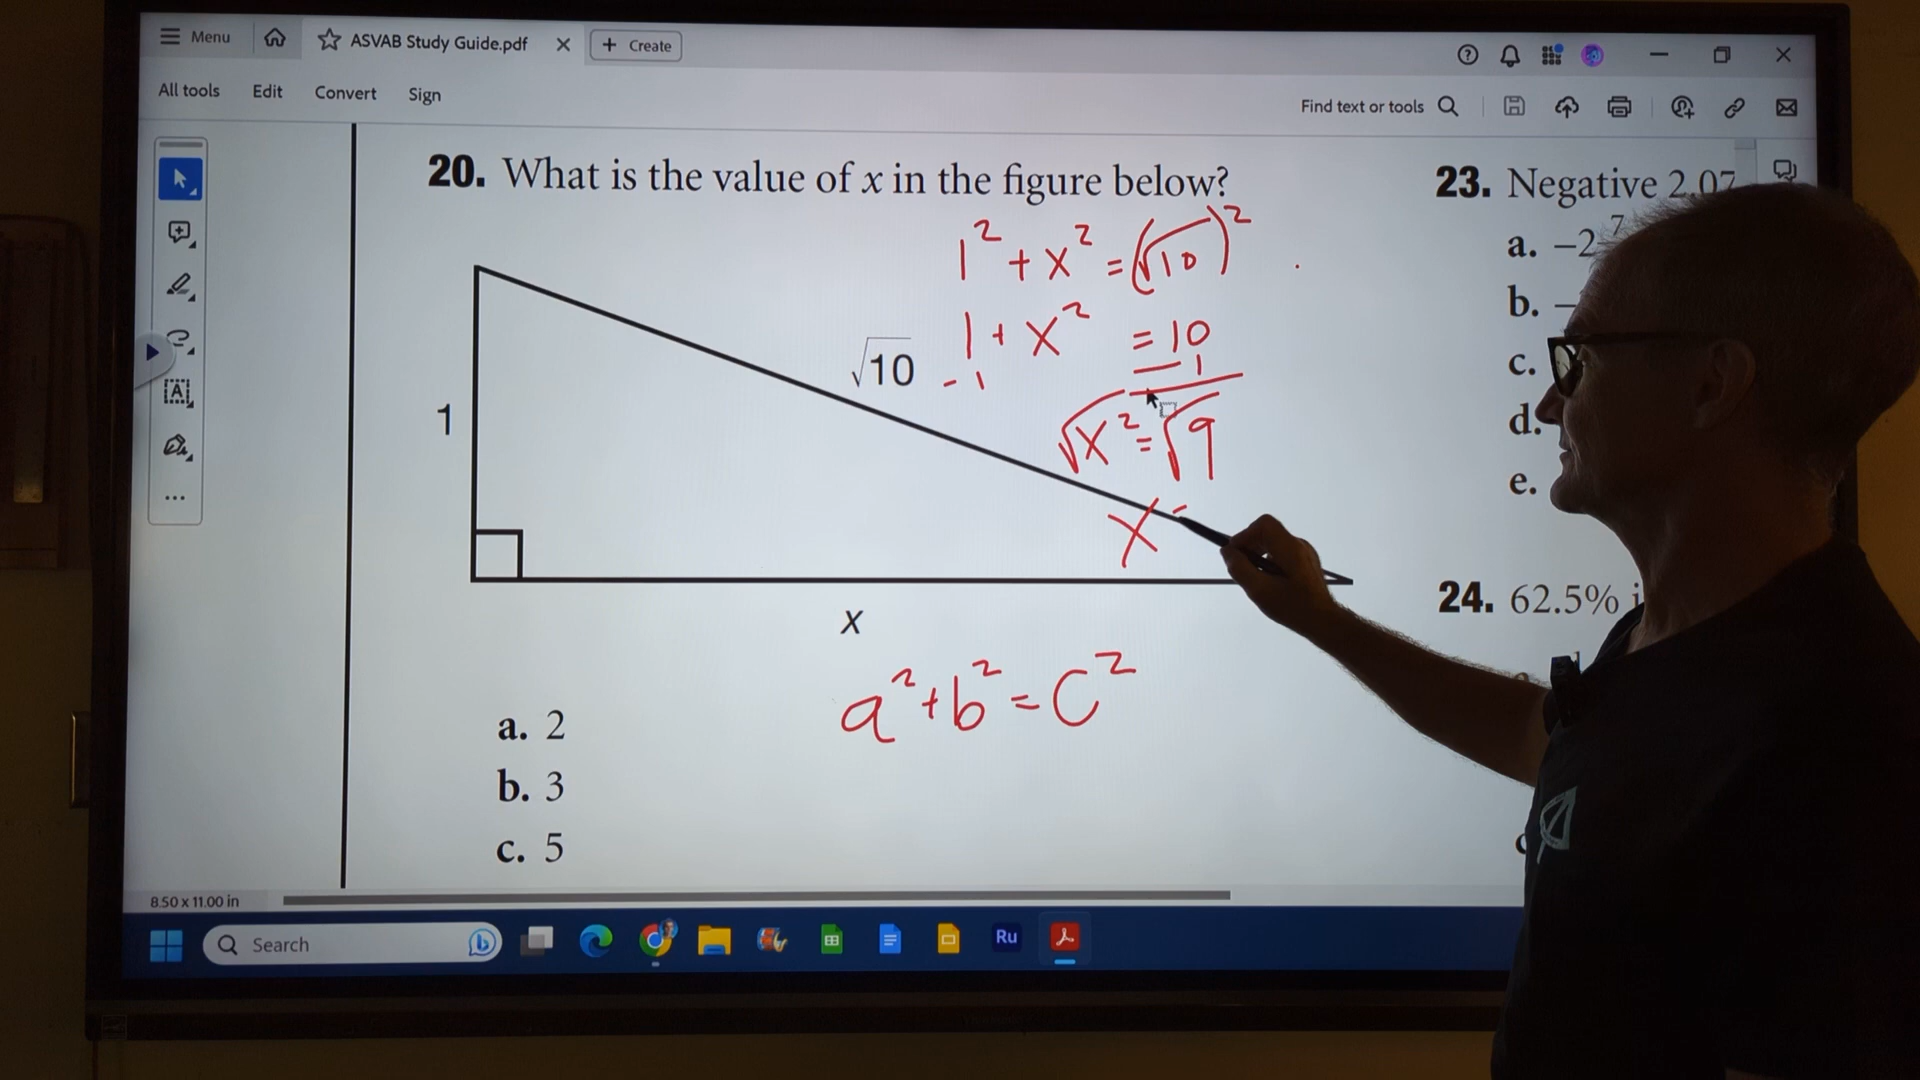 Menu
ASVAB Study Guide.pdf
+ Create
All tools Edit Convert Sign
Find text or tools
20. What is the value of x in the figure below?
1² + x² = (√10)²
1 + x² = 10
- 1 - 1
√x² = √9
x =
√10
1
x
a² + b² = c²
a. 2
b. 3
c. 5
23. Negative 2.07
a. −2
b. −
c.
d.
e.
24. 62.5%
8.50 x 11.00 in
Search
Ru